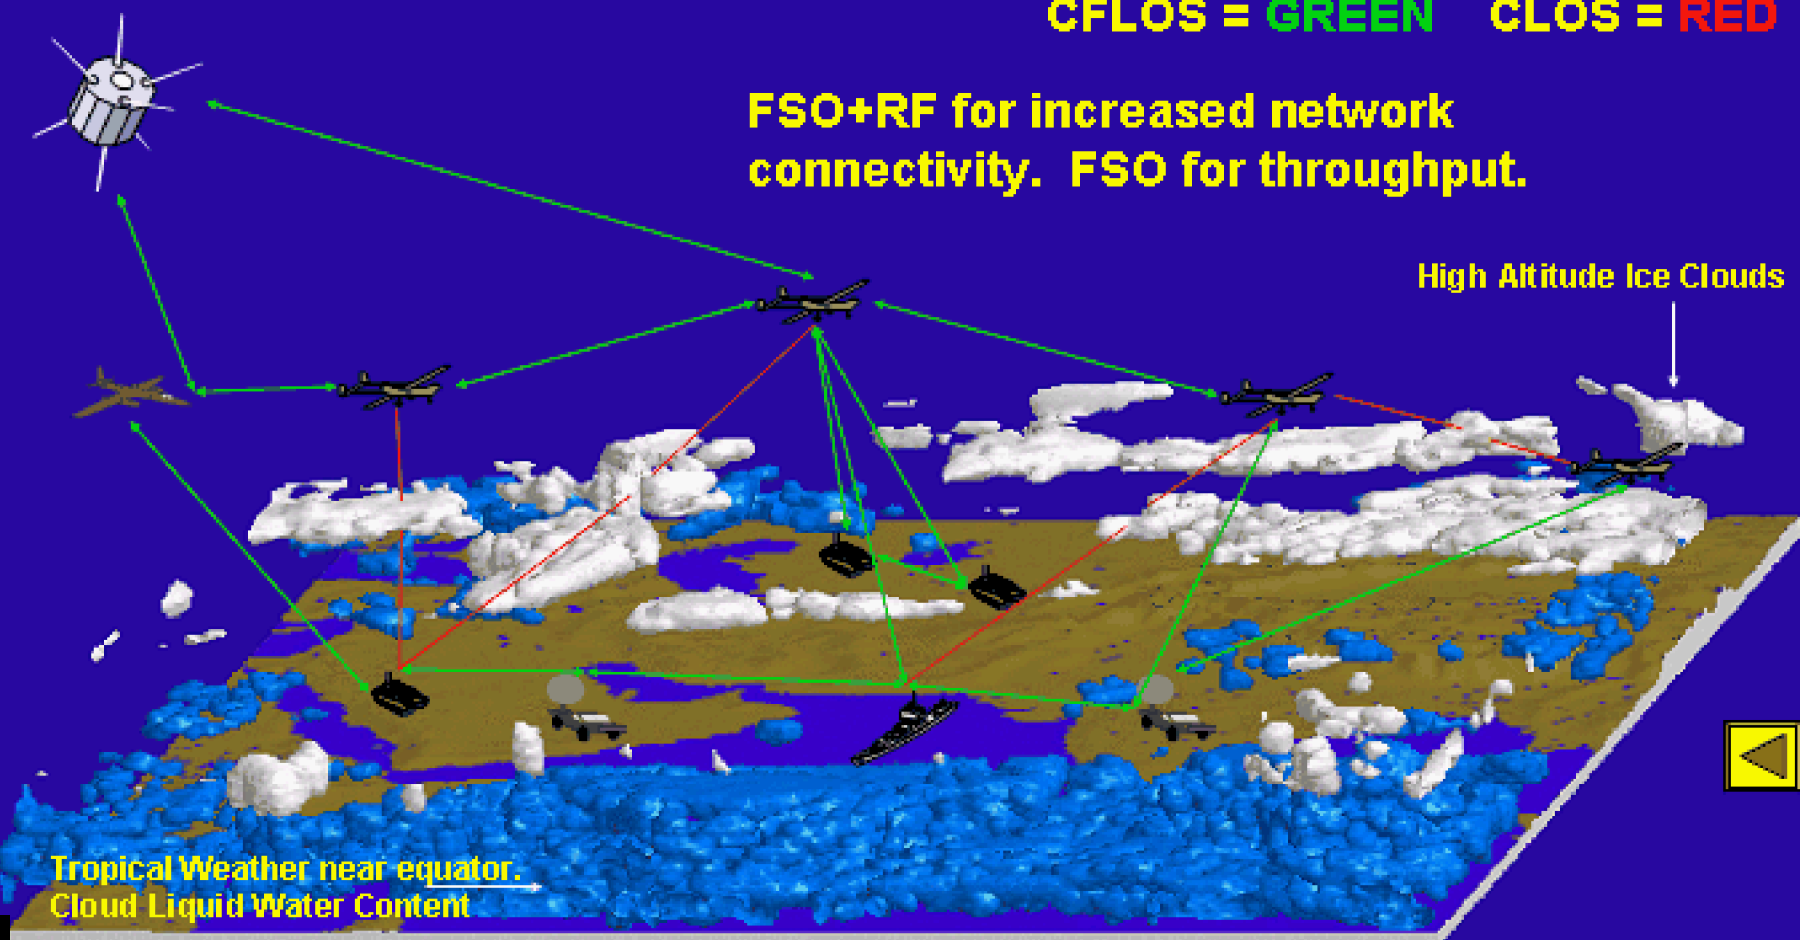 CFLOS = GREEN CLOS = RED
FSO+RF for increased network
connectivity. FSO for throughput.
High Altitude Ice Clouds
Tropical Weather near equator.
Cloud Liquid Water Content